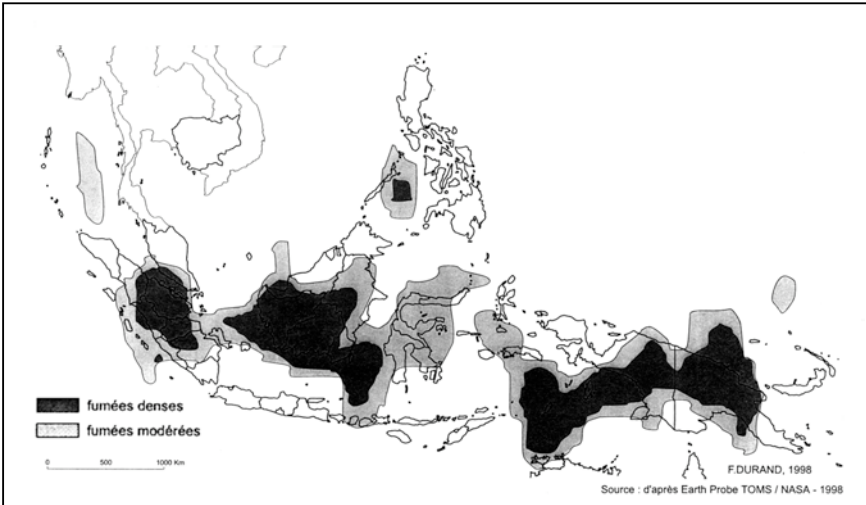 fumées denses
fumées modérées
0 500 1000 Km
F.DURAND, 1998
Source : d'après Earth Probe TOMS / NASA - 1998